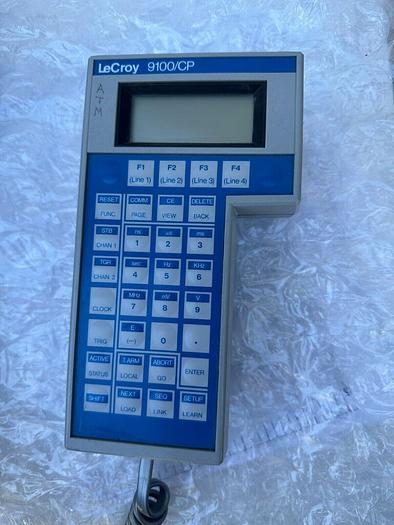 LeCroy 9100/CP
ATM
F1 F2 F3 F4
(Line 1) (Line 2) (Line 3) (Line 4)
RESET COMM CE DELETE
FUNC PAGE VIEW BACK
STB ns µs ms
CHAN 1 1 2 3
TGR sec Hz KHz
CHAN 2 4 5 6
MHz mV V
CLOCK 7 8 9
E
TRIG (—) 0 .
ACTIVE T.ARM ABORT
STATUS LOCAL GO ENTER
SHIFT NEXT SEQ SETUP
LOAD LINK LEARN